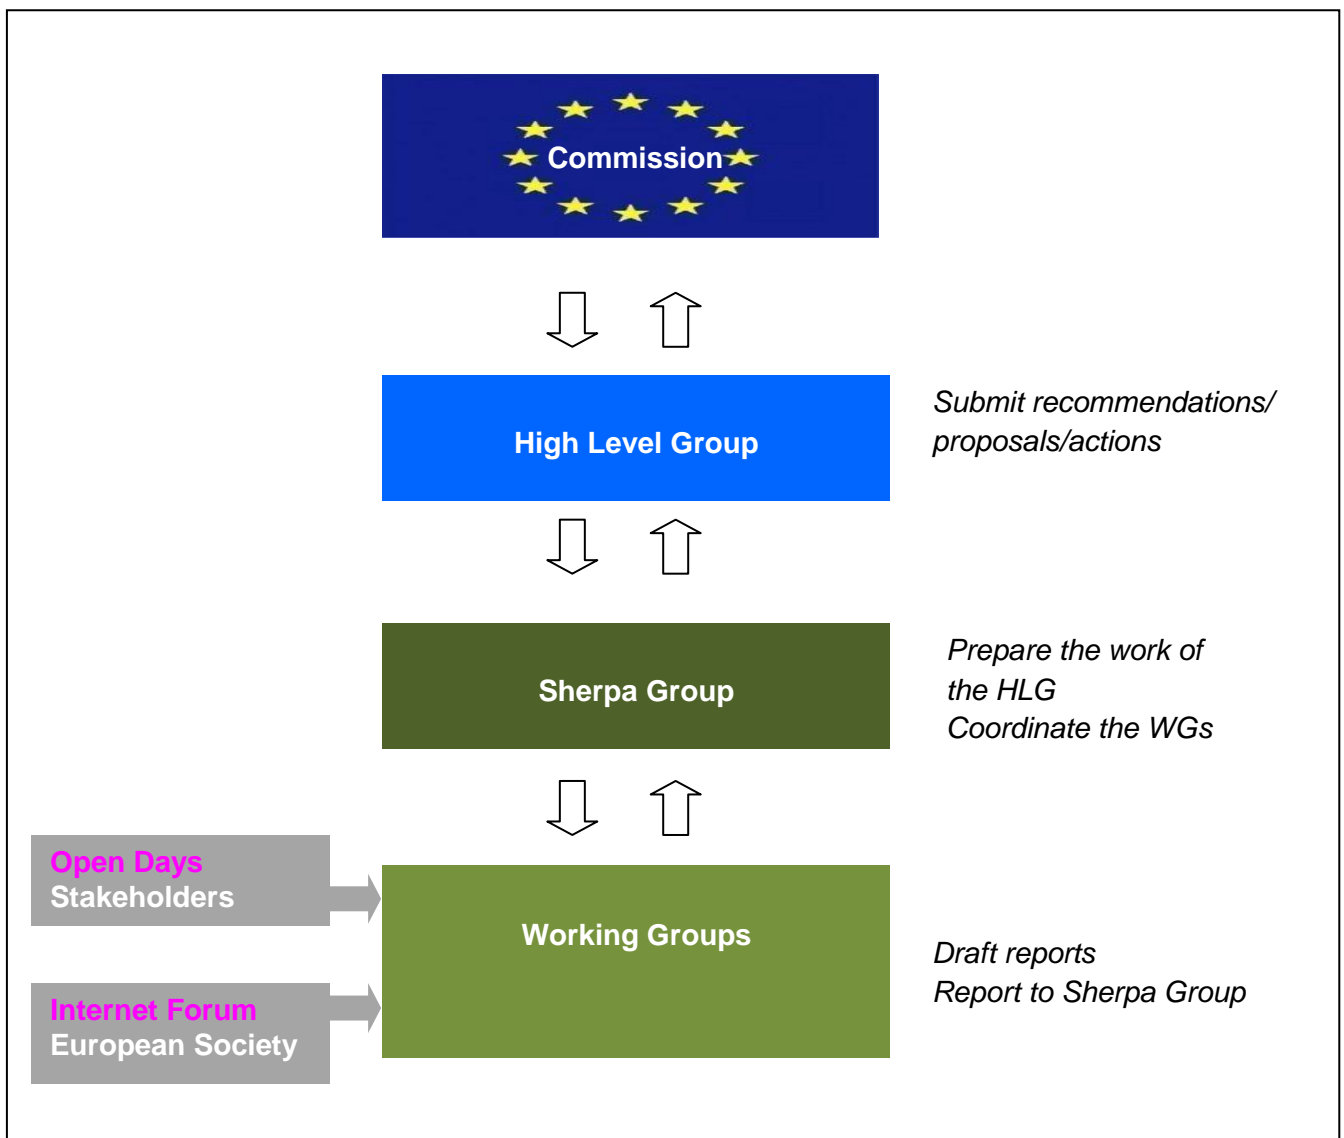 Commission
High Level Group
Submit recommendations/
proposals/actions
Sherpa Group
Prepare the work of
the HLG
Coordinate the WGs
Open Days
Stakeholders
Working Groups
Draft reports
Report to Sherpa Group
Internet Forum
European Society